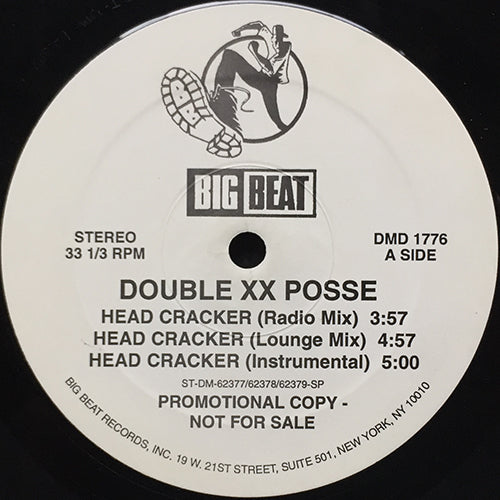 BIG BEAT
STEREO
33 1/3 RPM
DMD 1776
A SIDE
DOUBLE XX POSSE
HEAD CRACKER (Radio Mix) 3:57
HEAD CRACKER (Lounge Mix) 4:57
HEAD CRACKER (Instrumental) 5:00
ST-DM-62377/62378/62379-SP
PROMOTIONAL COPY -
NOT FOR SALE
BIG BEAT RECORDS, INC. 19 W. 21ST STREET, SUITE 501, NEW YORK, NY 10010